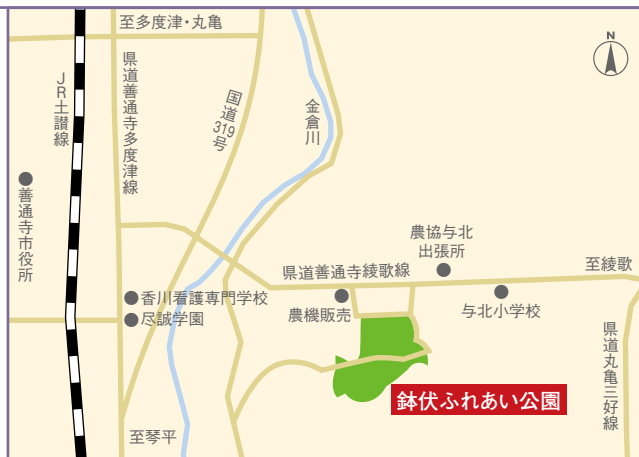 至多度津・丸亀
N
JR土讃線
県道善通寺多度津線
国道
319
号
金倉川
善通寺市役所
農協与北
出張所
県道善通寺綾歌線
至綾歌
香川看護専門学校
尽誠学園
農機販売
与北小学校
県道丸亀三好線
鉢伏ふれあい公園
至琴平